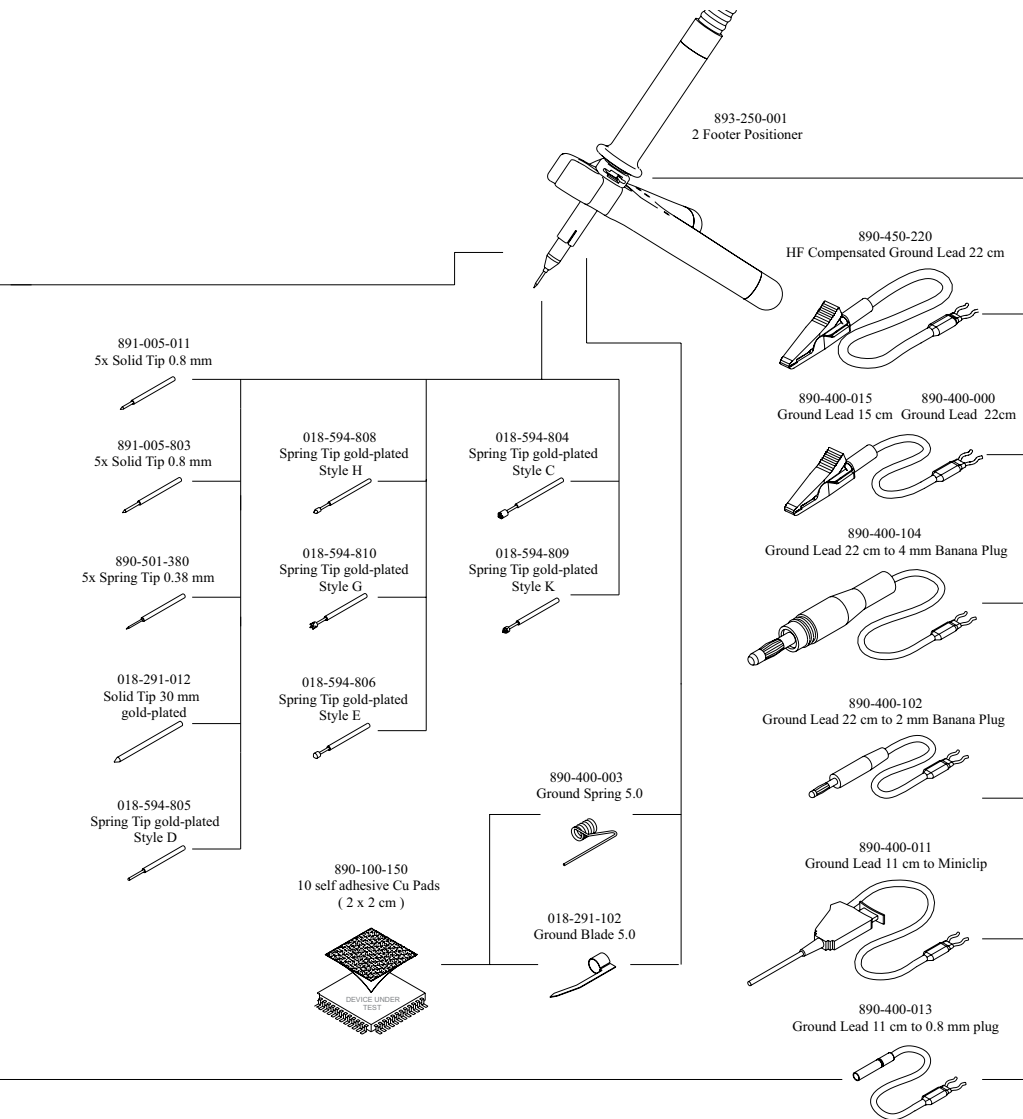 893-250-001
2 Footer Positioner
890-450-220
HF Compensated Ground Lead 22 cm
891-005-011
5x Solid Tip 0.8 mm
890-400-015 890-400-000
Ground Lead 15 cm Ground Lead 22cm
891-005-803
5x Solid Tip 0.8 mm
018-594-808
Spring Tip gold-plated
Style H
018-594-804
Spring Tip gold-plated
Style C
890-400-104
Ground Lead 22 cm to 4 mm Banana Plug
890-501-380
5x Spring Tip 0.38 mm
018-594-810
Spring Tip gold-plated
Style G
018-594-809
Spring Tip gold-plated
Style K
018-291-012
Solid Tip 30 mm
gold-plated
018-594-806
Spring Tip gold-plated
Style E
890-400-102
Ground Lead 22 cm to 2 mm Banana Plug
890-400-003
Ground Spring 5.0
018-594-805
Spring Tip gold-plated
Style D
890-400-011
Ground Lead 11 cm to Miniclip
890-100-150
10 self adhesive Cu Pads
( 2 x 2 cm )
018-291-102
Ground Blade 5.0
DEVICE UNDER
TEST
890-400-013
Ground Lead 11 cm to 0.8 mm plug